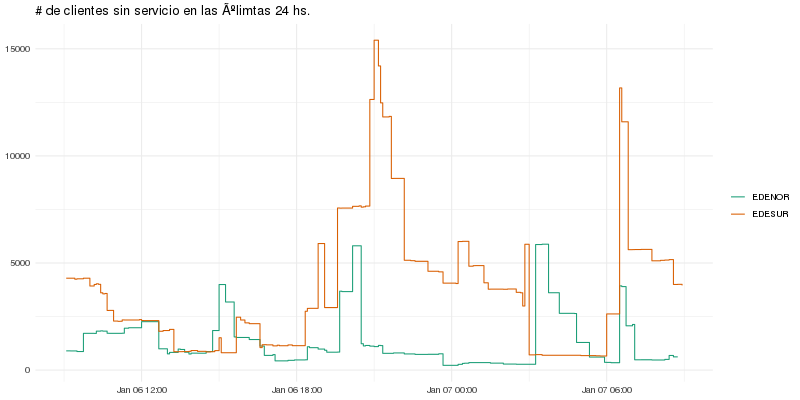 # de clientes sin servicio en las Ãºlimtas 24 hs.
15000
10000
5000
0
Jan 06 12:00
Jan 06 18:00
Jan 07 00:00
Jan 07 06:00
EDENOR
EDESUR